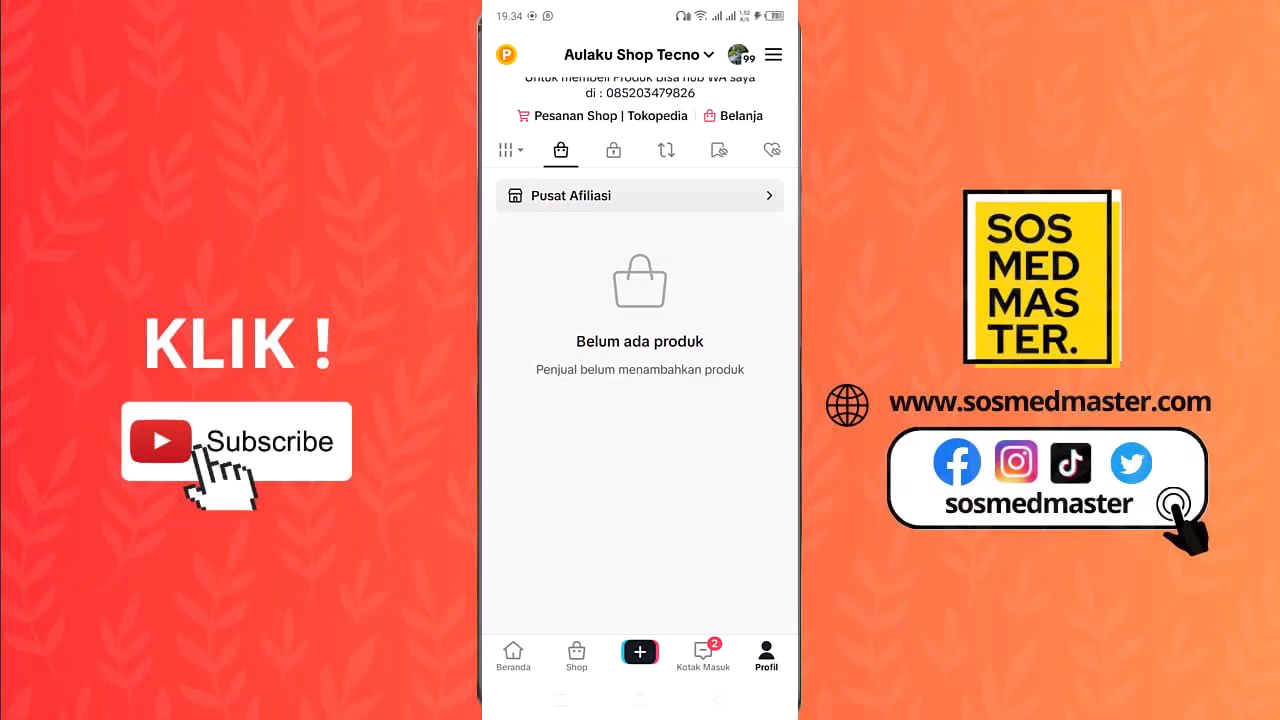 19.34
Aulaku Shop Tecno
99
Untuk membeli Produk Bisa hub WA saya
di : 085203479826
Pesanan Shop | Tokopedia
Belanja
Pusat Afiliasi
Belum ada produk
Penjual belum menambahkan produk
Beranda
Shop
2
Kotak Masuk
Profil
KLIK !
Subscribe
SOS
MED
MAS
TER.
www.sosmedmaster.com
sosmedmaster